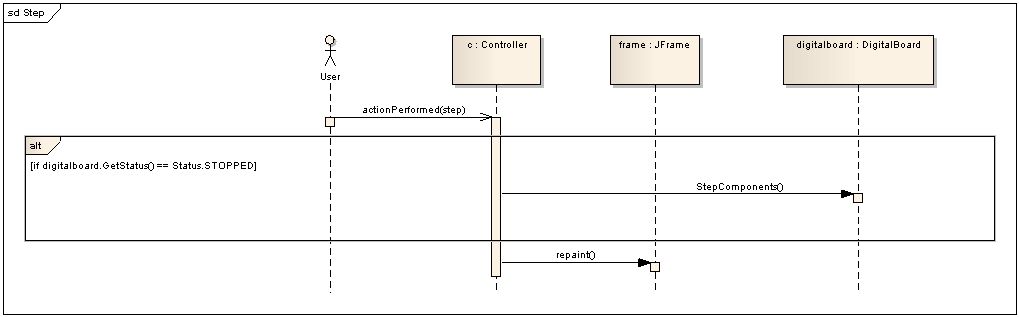 sd Step
c : Controller
frame : JFrame
digitalboard : DigitalBoard
User
actionPerformed(step)
alt
[if digitalboard.GetStatus() == Status.STOPPED]
StepComponents()
repaint()